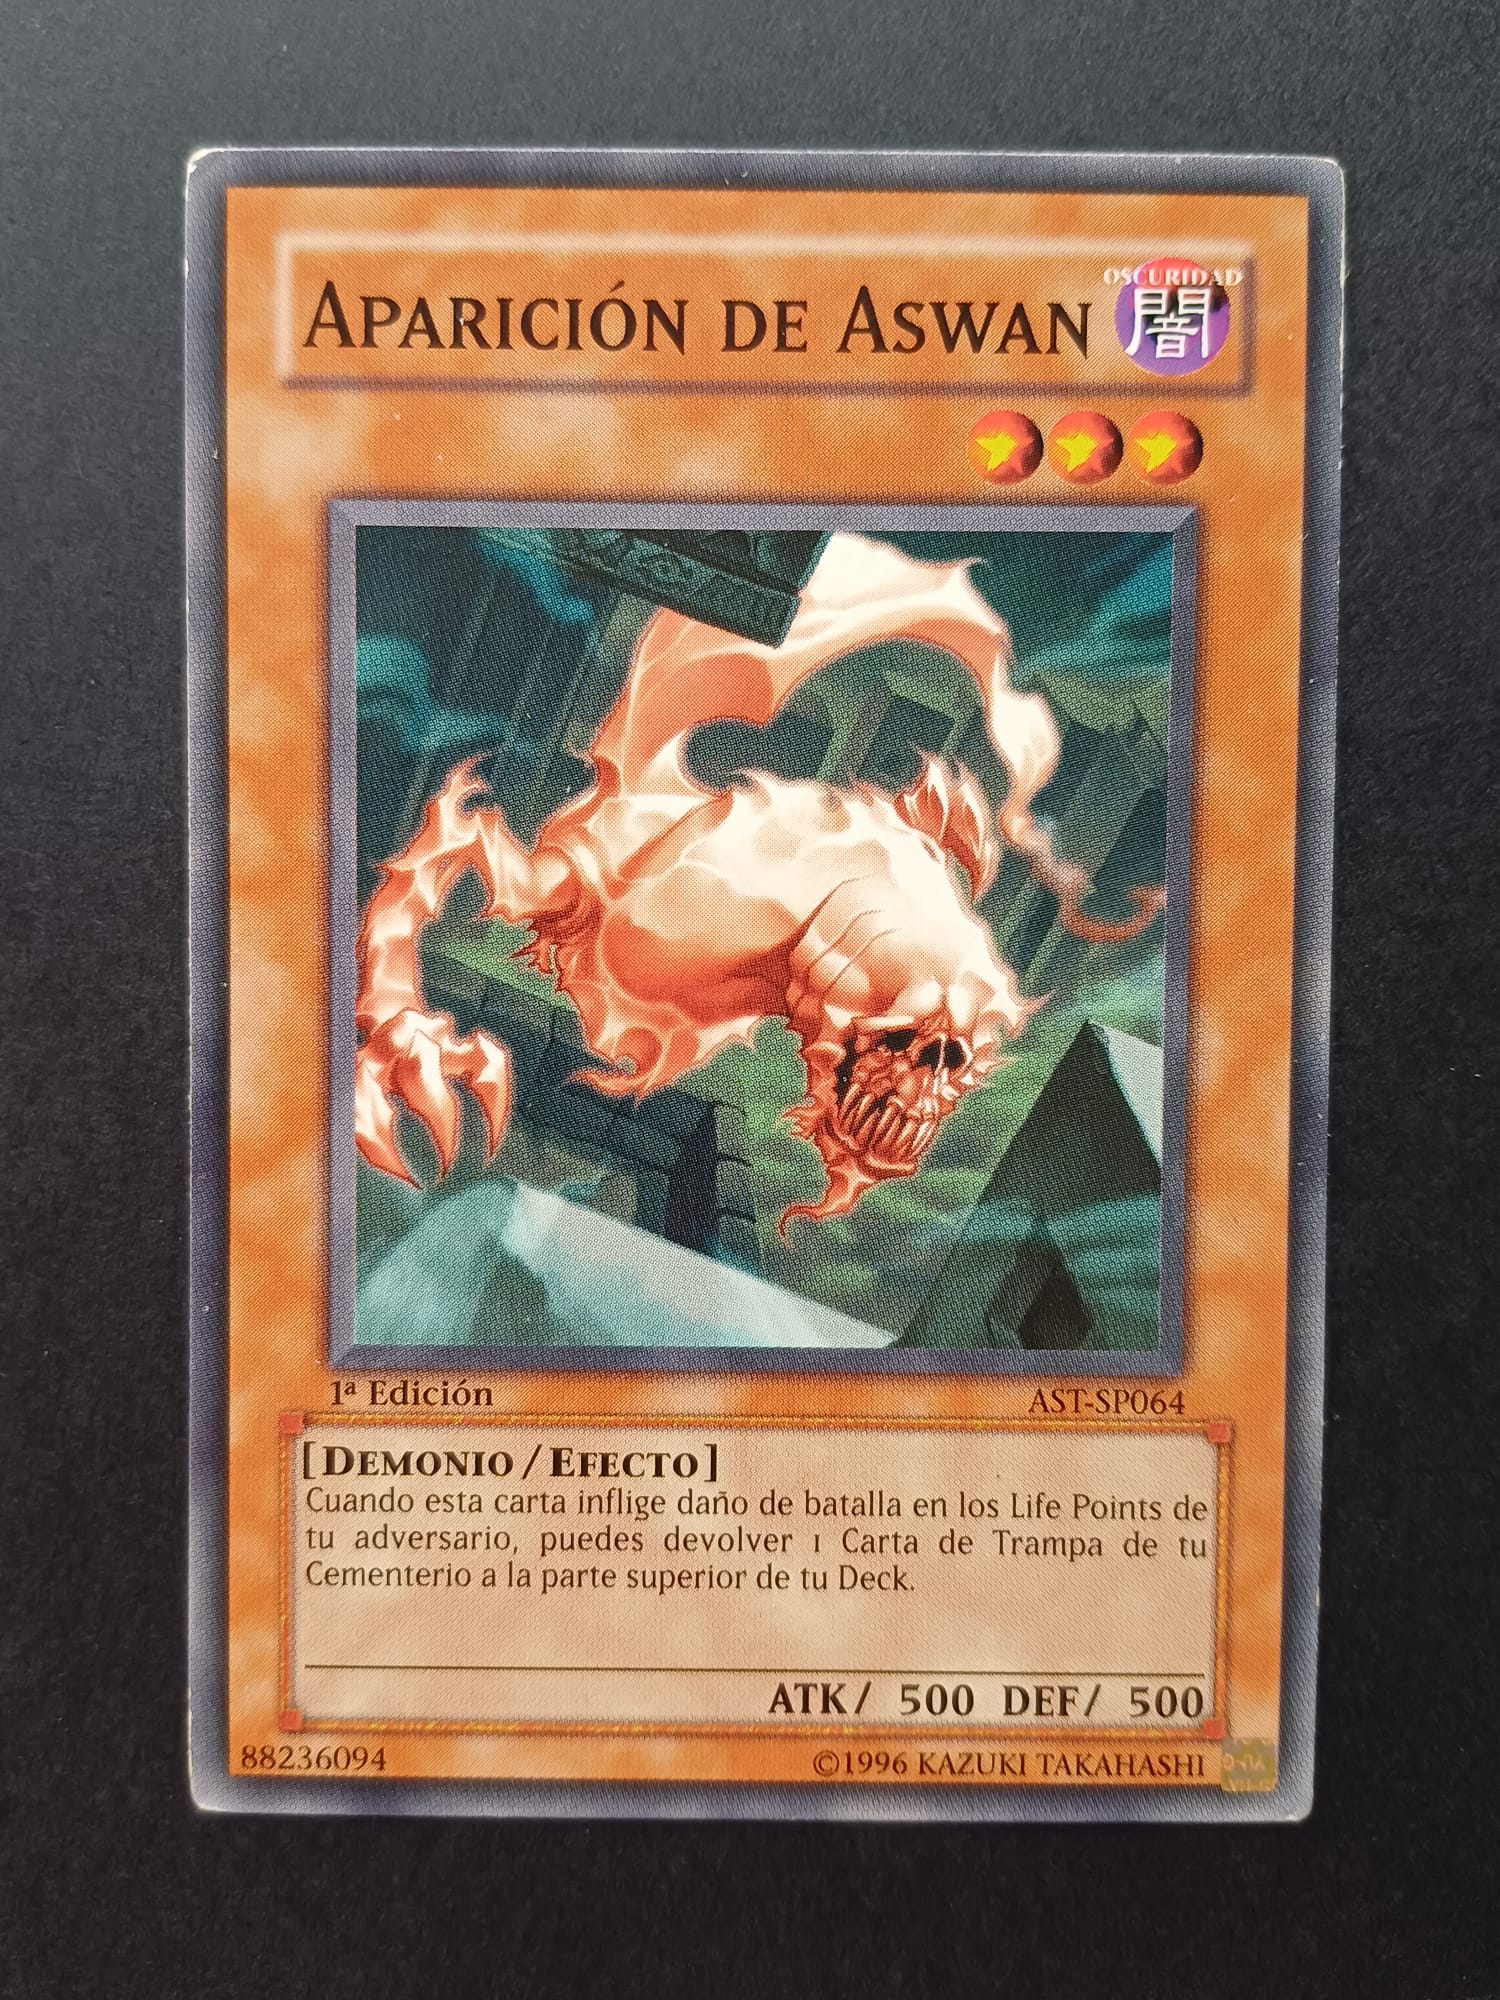 APARICIÓN DE ASWAN
OSCURIDAD
闇
1ª Edición
AST-SP064
[DEMONIO/EFECTO]
Cuando esta carta inflige daño de batalla en los Life Points de
tu adversario, puedes devolver 1 Carta de Trampa de tu
Cementerio a la parte superior de tu Deck.
ATK/ 500 DEF/ 500
88236094
©1996 KAZUKI TAKAHASHI